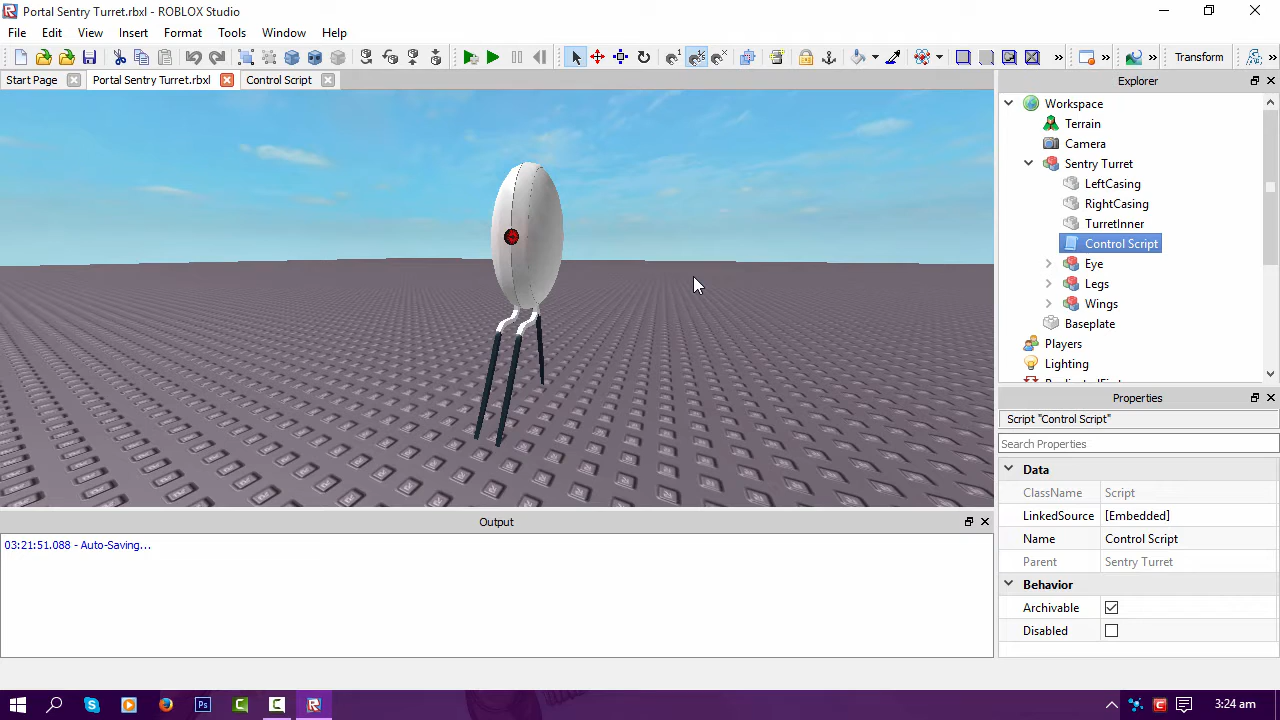 Portal Sentry Turret.rbxl - ROBLOX Studio
File Edit View Insert Format Tools Window Help
Transform
Start Page Portal Sentry Turret.rbxl Control Script
Explorer
Workspace
Terrain
Camera
Sentry Turret
LeftCasing
RightCasing
TurretInner
Control Script
Eye
Legs
Wings
Baseplate
Players
Lighting
Properties
Script "Control Script"
Search Properties
Data
ClassName Script
LinkedSource [Embedded]
Name Control Script
Parent Sentry Turret
Behavior
Archivable
Disabled
Output
03:21:51.088 - Auto-Saving...
3:24 am